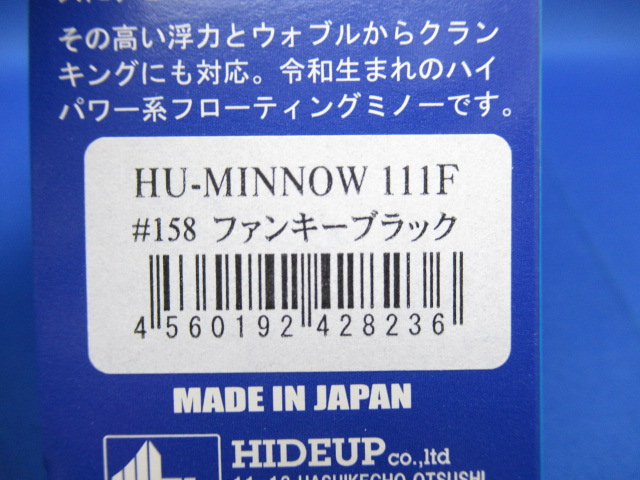 その高い浮力とウォブルからクラン
キングにも対応。令和生まれのハイ
パワー系フローティングミノーです。
HU-MINNOW 111F
#158 ファンキーブラック
4 560192 428236
MADE IN JAPAN
HIDEUP co.,ltd